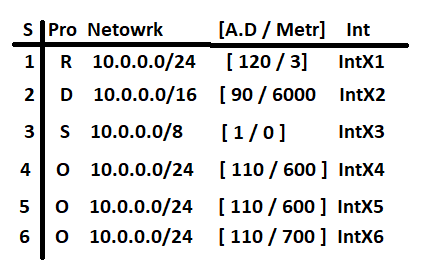 S Pro Netowrk [A.D / Metr] Int
1 R 10.0.0.0/24 [ 120 / 3] IntX1
2 D 10.0.0.0/16 [ 90 / 6000 IntX2
3 S 10.0.0.0/8 [ 1 / 0 ] IntX3
4 O 10.0.0.0/24 [ 110 / 600 ] IntX4
5 O 10.0.0.0/24 [ 110 / 600 ] IntX5
6 O 10.0.0.0/24 [ 110 / 700 ] IntX6